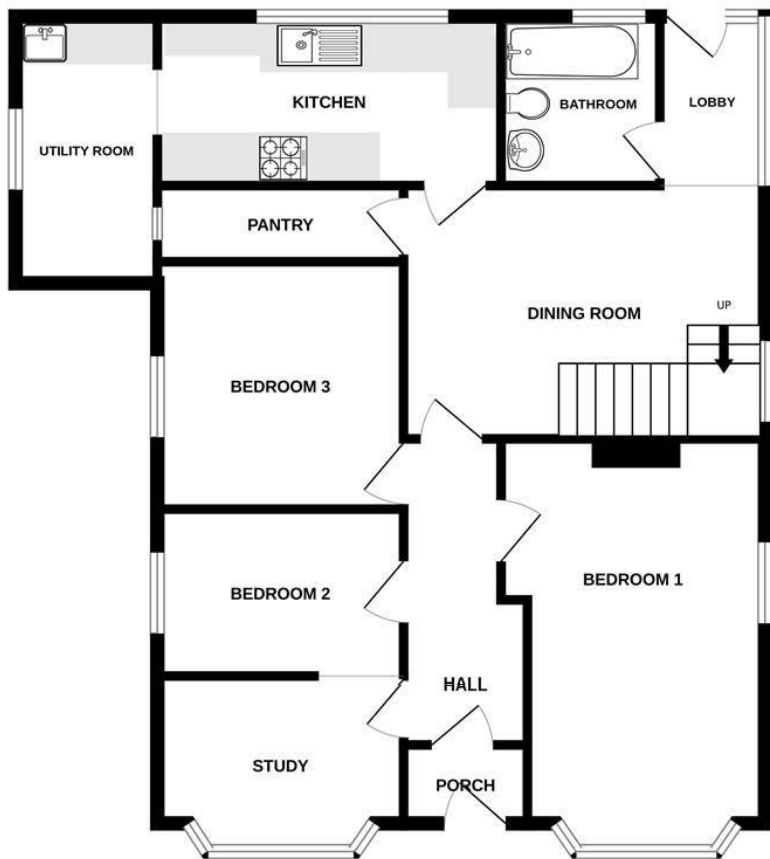 KITCHEN
BATHROOM
LOBBY
UTILITY ROOM
PANTRY
DINING ROOM
UP
BEDROOM 3
BEDROOM 2
BEDROOM 1
HALL
STUDY
PORCH